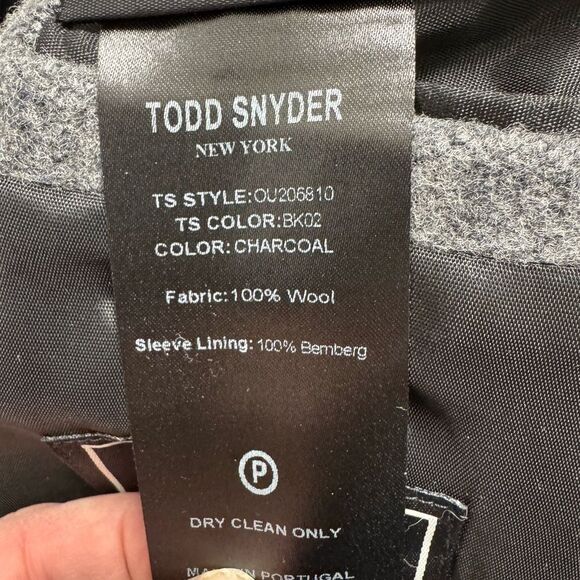 TODD SNYDER
NEW YORK
TS STYLE:OU206810
TS COLOR:BK02
COLOR: CHARCOAL
Fabric: 100% Wool
Sleeve Lining: 100% Bemberg
P
DRY CLEAN ONLY
PORTUGAL